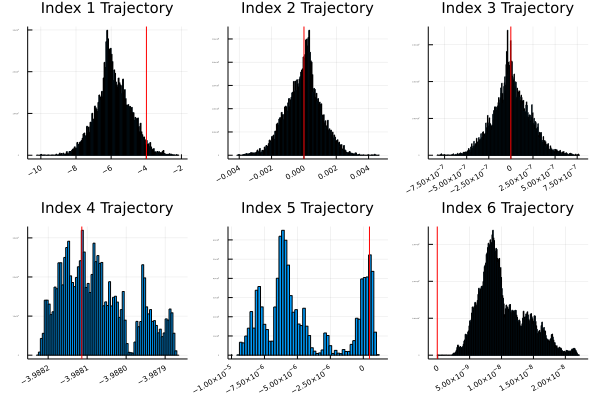 Index 1 Trajectory
Index 2 Trajectory
Index 3 Trajectory
−10 −8 −6 −4 −2
−0.004 −0.002 0.000 0.002 0.004
−7.50×10⁻⁷ −5.00×10⁻⁷ −2.50×10⁻⁷ 0 2.50×10⁻⁷ 5.00×10⁻⁷ 7.50×10⁻⁷
Index 4 Trajectory
Index 5 Trajectory
Index 6 Trajectory
−3.9882 −3.9881 −3.9880 −3.9879
−1.00×10⁻⁵ −7.50×10⁻⁶ −5.00×10⁻⁶ −2.50×10⁻⁶ 0
0 5.00×10⁻⁹ 1.00×10⁻⁸ 1.50×10⁻⁸ 2.00×10⁻⁸